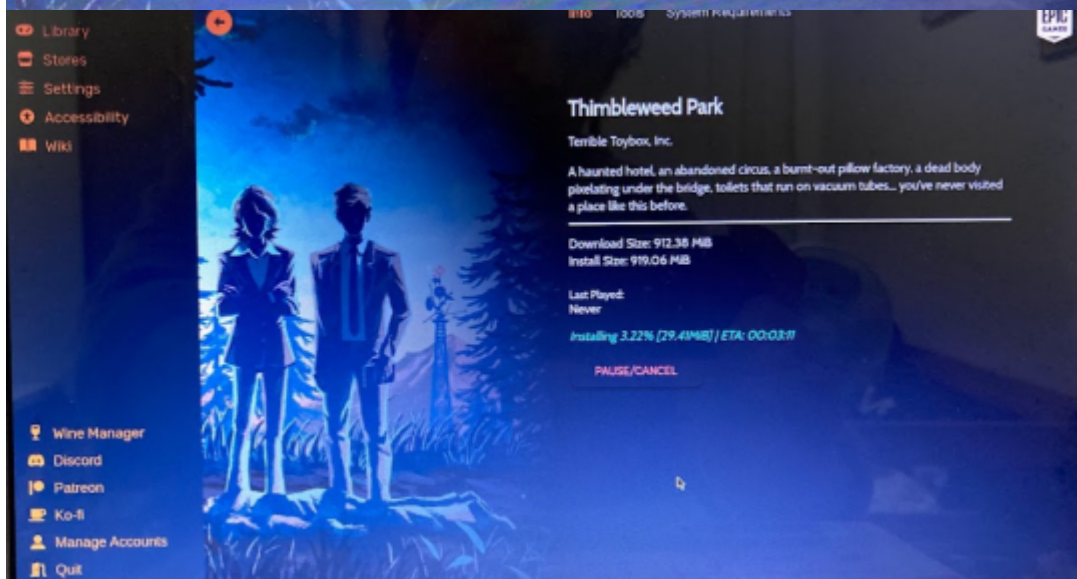 Library
Stores
Settings
Accessibility
Wiki
Wine Manager
Discord
Patreon
Ko-fi
Manage Accounts
Quit
Info Tools System Requirements
EPIC
GAMES
Thimbleweed Park
Terrible Toybox, Inc.
A haunted hotel, an abandoned circus, a burnt-out pillow factory, a dead body
pixelating under the bridge, toilets that run on vacuum tubes... you've never visited
a place like this before.
Download Size: 912.38 MiB
Install Size: 919.06 MiB
Last Played:
Never
Installing 3.22% [29.41MiB] | ETA: 00:03:11
PAUSE/CANCEL